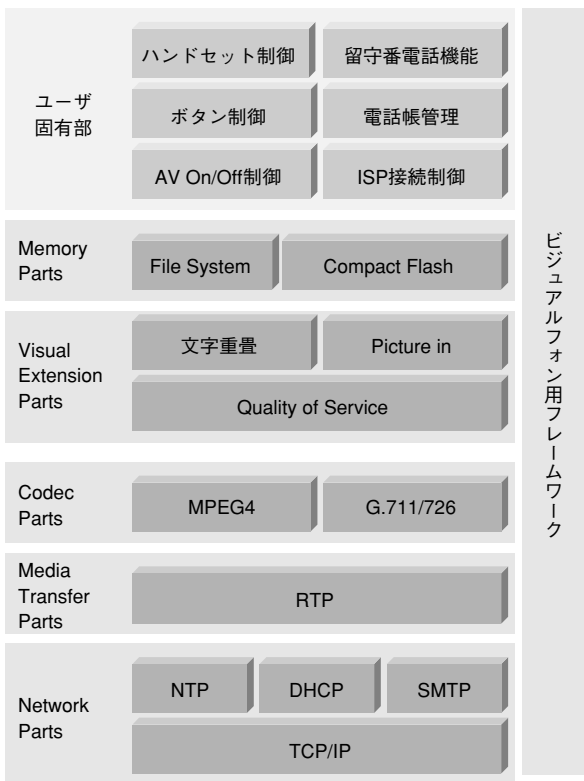 ユーザ
固有部
ハンドセット制御
留守番電話機能
ボタン制御
電話帳管理
AV On/Off制御
ISP接続制御
Memory
Parts
File System
Compact Flash
Visual
Extension
Parts
文字重畳
Picture in
Quality of Service
Codec
Parts
MPEG4
G.711/726
Media
Transfer
Parts
RTP
Network
Parts
NTP
DHCP
SMTP
TCP/IP
ビジュアルフォン用フレームワーク